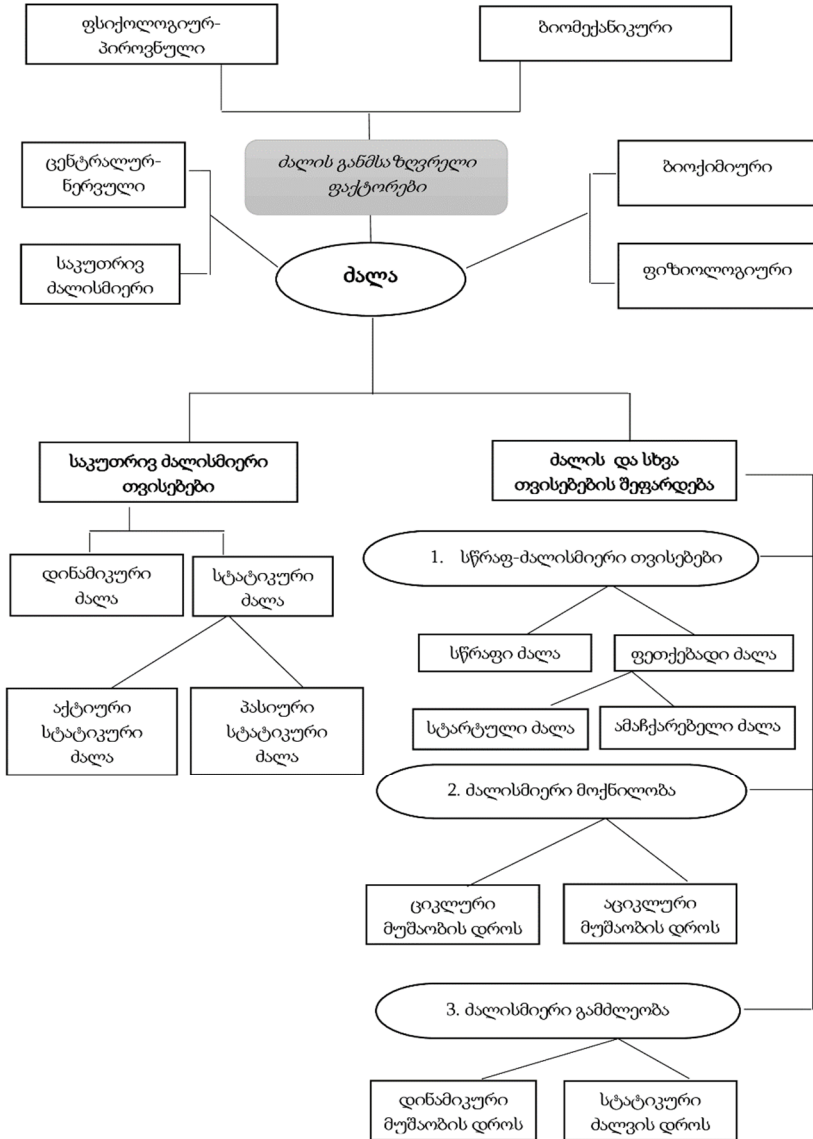 ფსიქოლოგიურ-
პიროვნული
ბიომექანიკური
ცენტრალურ-
ნერვული
ძალის განმსაზღვრელი
ფაქტორები
ბიოქიმიური
საკუთრივ
ძალისმიერი
ძალა
ფიზიოლოგიური
საკუთრივ ძალისმიერი
თვისებები
ძალის და სხვა
თვისებების შეფარდება
დინამიკური
ძალა
სტატიკური
ძალა
აქტიური
სტატიკური
ძალა
პასიური
სტატიკური
ძალა
1. სწრაფ-ძალისმიერი თვისებები
სწრაფი ძალა
ფეთქებადი ძალა
სტარტული ძალა
ამაჩქარებელი ძალა
2. ძალისმიერი მოქნილობა
ციკლური
მუშაობის დროს
აციკლური
მუშაობის დროს
3. ძალისმიერი გამძლეობა
დინამიკური
მუშაობის დროს
სტატიკური
ძალვის დროს